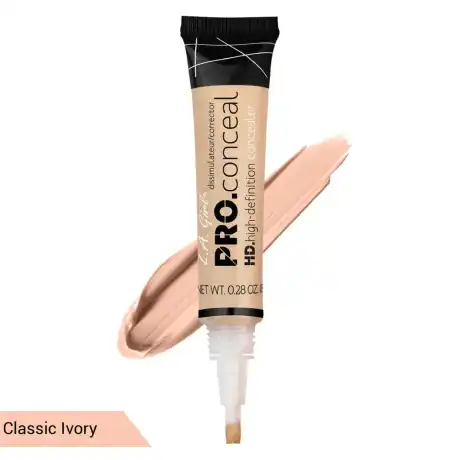 L.A. Girl
PRO.conceal
dissimulateur/correcteur
HD.high-definition concealer
NET WT. 0.28 OZ.
Classic Ivory